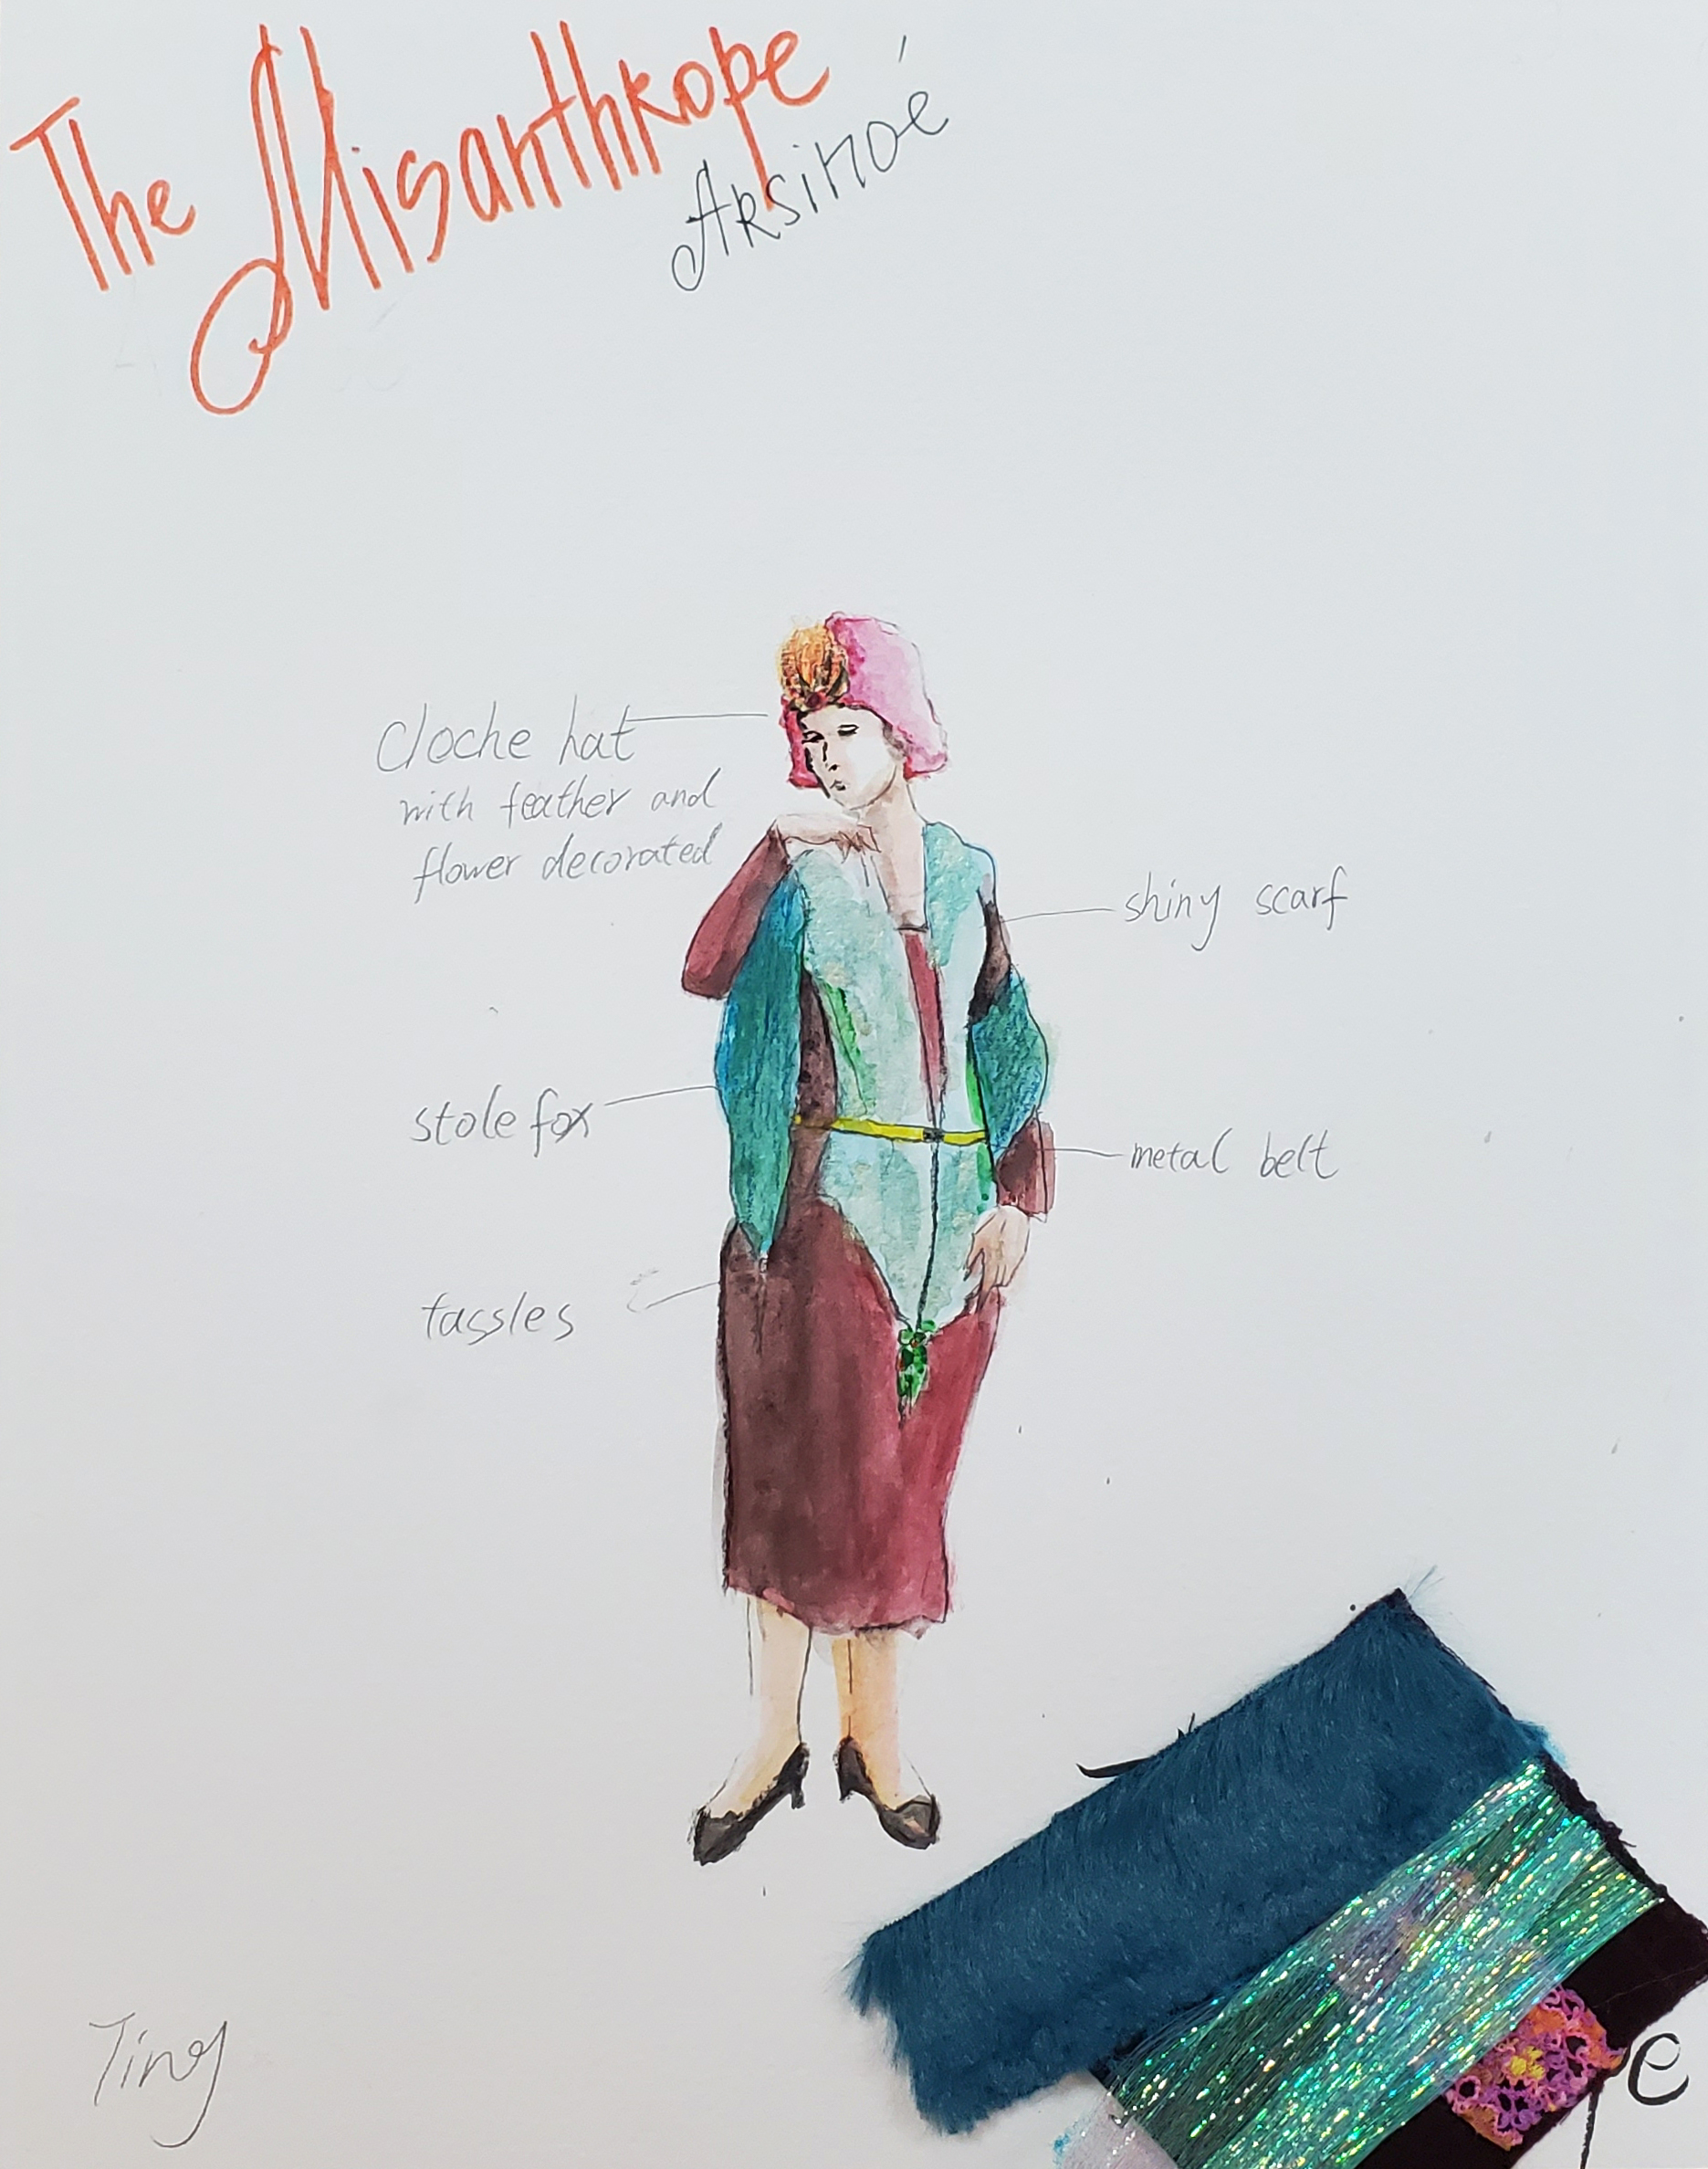 The Misanthrope
Arsinoé
Cloche hat
with feather and
flower decorated
shiny scarf
stole fox
metal belt
tassles
Ting
e